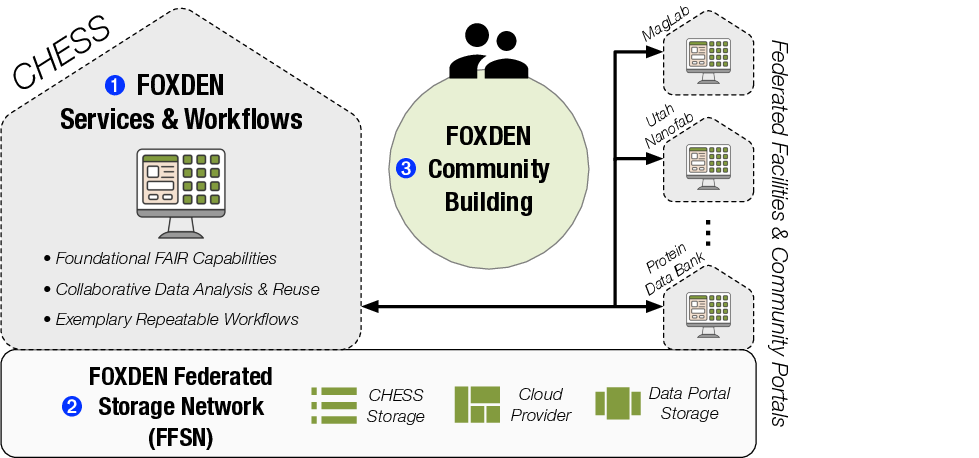 CHESS
1 FOXDEN
Services & Workflows
• Foundational FAIR Capabilities
• Collaborative Data Analysis & Reuse
• Exemplary Repeatable Workflows
FOXDEN
3 Community
Building
MagLab
Utah
Nanofab
Protein
Data Bank
Federated Facilities & Community Portals
FOXDEN Federated
2 Storage Network
(FFSN)
CHESS
Storage
Cloud
Provider
Data Portal
Storage